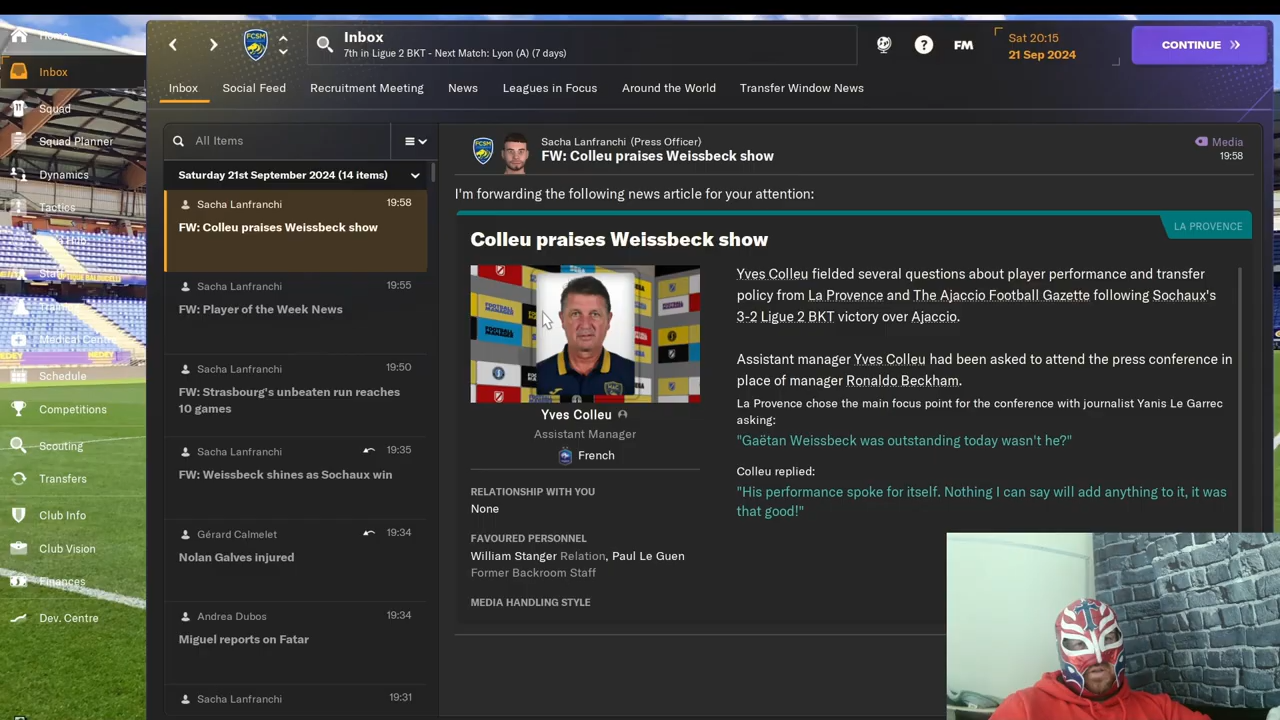 Home
Inbox
Squad
Squad Planner
Dynamics
Tactics
Staff
Schedule
Competitions
Scouting
Transfers
Club Info
Club Vision
Finances
Dev. Centre
FCSM
Inbox
7th in Ligue 2 BKT - Next Match: Lyon (A) (7 days)
FM
Sat 20:15
21 Sep 2024
CONTINUE
Inbox
Social Feed
Recruitment Meeting
News
Leagues in Focus
Around the World
Transfer Window News
All Items
Saturday 21st September 2024 (14 items)
Sacha Lanfranchi 19:58
FW: Colleu praises Weissbeck show
Sacha Lanfranchi 19:55
FW: Player of the Week News
Sacha Lanfranchi 19:50
FW: Strasbourg's unbeaten run reaches
10 games
Sacha Lanfranchi 19:35
FW: Weissbeck shines as Sochaux win
Gérard Calmelet 19:34
Nolan Galves injured
Andrea Dubos 19:34
Miguel reports on Fatar
Sacha Lanfranchi 19:31
Sacha Lanfranchi (Press Officer)
FW: Colleu praises Weissbeck show
Media
19:58
I'm forwarding the following news article for your attention:
LA PROVENCE
Colleu praises Weissbeck show
Yves Colleu
Assistant Manager
French
RELATIONSHIP WITH YOU
None
FAVOURED PERSONNEL
William Stanger Relation, Paul Le Guen
Former Backroom Staff
MEDIA HANDLING STYLE
Yves Colleu fielded several questions about player performance and transfer
policy from La Provence and The Ajaccio Football Gazette following Sochaux's
3-2 Ligue 2 BKT victory over Ajaccio.
Assistant manager Yves Colleu had been asked to attend the press conference in
place of manager Ronaldo Beckham.
La Provence chose the main focus point for the conference with journalist Yanis Le Garrec
asking:
"Gaëtan Weissbeck was outstanding today wasn't he?"
Colleu replied:
"His performance spoke for itself. Nothing I can say will add anything to it, it was
that good!"